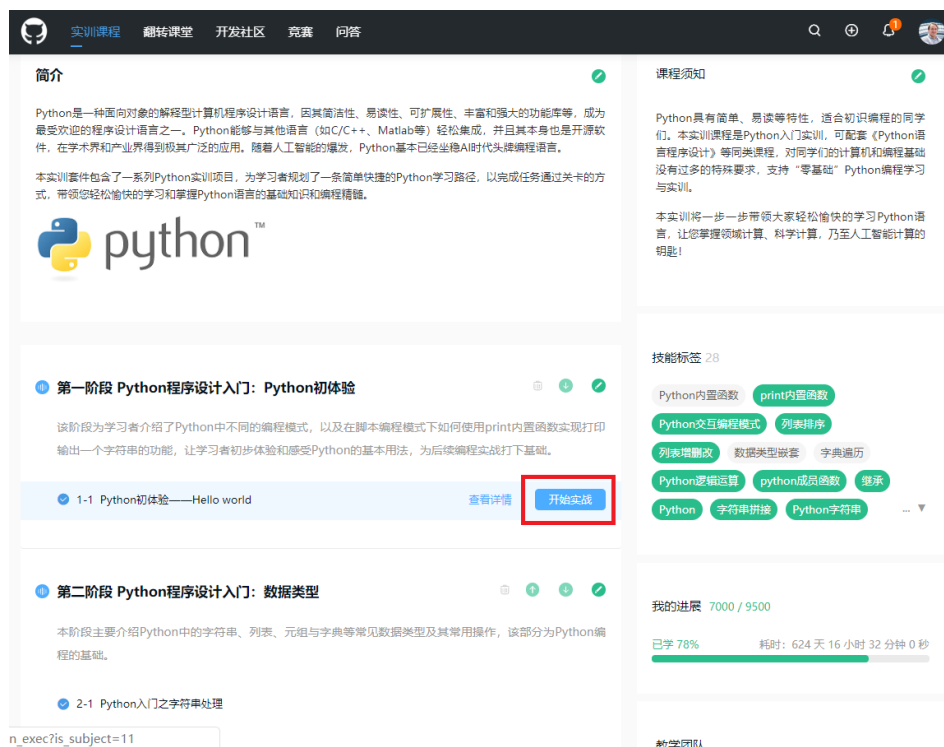 实训课程 翻转课堂 开发社区 竞赛 问答
1
简介
Python是一种面向对象的解释型计算机程序设计语言，因其简洁性、易读性、可扩展性、丰富和强大的功能库等，成为
最受欢迎的程序设计语言之一。Python能够与其他语言（如C/C++、Matlab等）轻松集成，并且其本身也是开源软
件，在学术界和产业界得到极其广泛的应用。随着人工智能的爆发，Python基本已经坐稳AI时代头牌编程语言。
本实训套件包含了一系列Python实训项目，为学习者规划了一条简单快捷的Python学习路径，以完成任务通过关卡的方
式，带领您轻松愉快的学习和掌握Python语言的基础知识和编程精髓。
python™
第一阶段 Python程序设计入门：Python初体验
该阶段为学习者介绍了Python中不同的编程模式，以及在脚本编程模式下如何使用print内置函数实现打印
输出一个字符串的功能，让学习者初步体验和感受Python的基本用法，为后续编程实战打下基础。
1-1 Python初体验——Hello world 查看详情 开始实战
第二阶段 Python程序设计入门：数据类型
本阶段主要介绍Python中的字符串、列表、元组与字典等常见数据类型及其常用操作，该部分为Python编
程的基础。
2-1 Python入门之字符串处理
n_exec?is_subject=11
课程须知
Python具有简单、易读等特性，适合初识编程的同学
们。本实训课程是Python入门实训，可配套《Python语
言程序设计》等同类课程，对同学们的计算机和编程基础
没有过多的特殊要求，支持“零基础”Python编程学习
与实训。
本实训将一步一步带领大家轻松愉快的学习Python语
言，让您掌握领域计算、科学计算，乃至人工智能计算的
钥匙！
技能标签 28
Python内置函数 print内置函数
Python交互编程模式 列表排序
列表增删改 数据类型嵌套 字典遍历
Python逻辑运算 python成员函数 继承
Python 字符串拼接 Python字符串 ... ▼
我的进展 7000 / 9500
已学 78% 耗时：624 天 16 小时 32 分钟 0 秒
教学团队